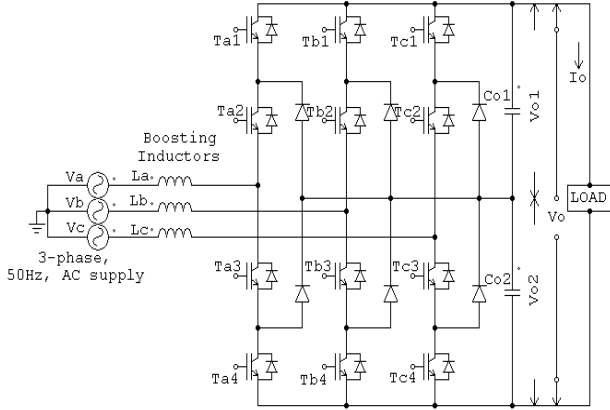 Ta1
Tb1
Tc1
Io
Ta2
Tb2
Tc2
Co1
Vo1
Boosting
Inductors
Va
La
Vb
Lb
Vc
Lc
LOAD
Vo
3-phase,
50Hz, AC supply
Ta3
Tb3
Tc3
Co2
Vo2
Ta4
Tb4
Tc4